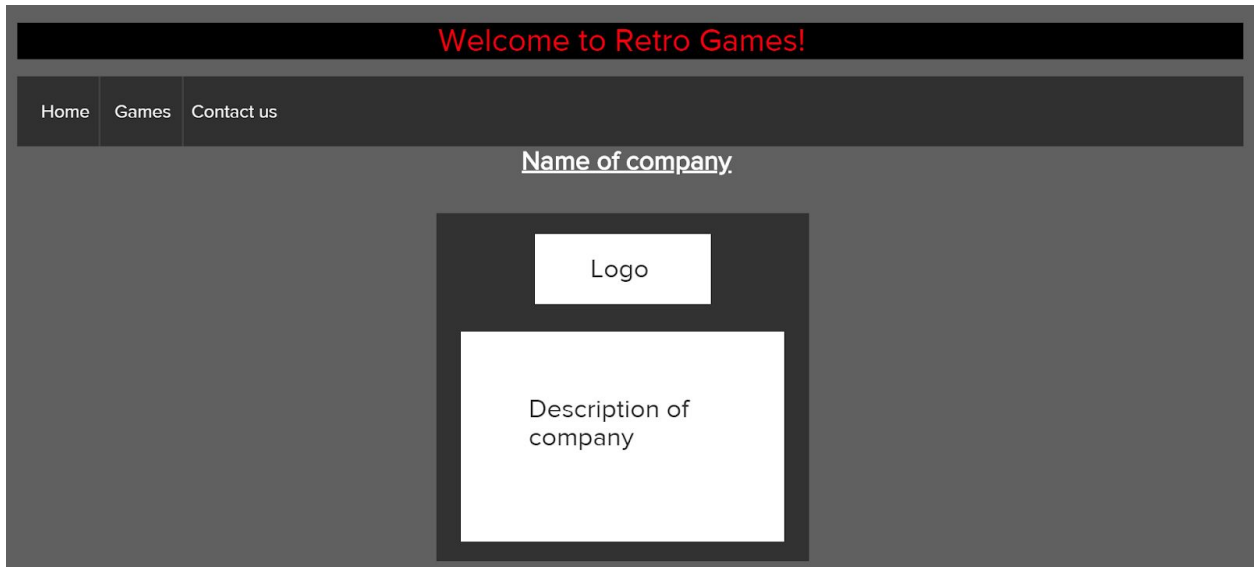 Welcome to Retro Games!
Home Games Contact us
Name of company
Logo
Description of
company